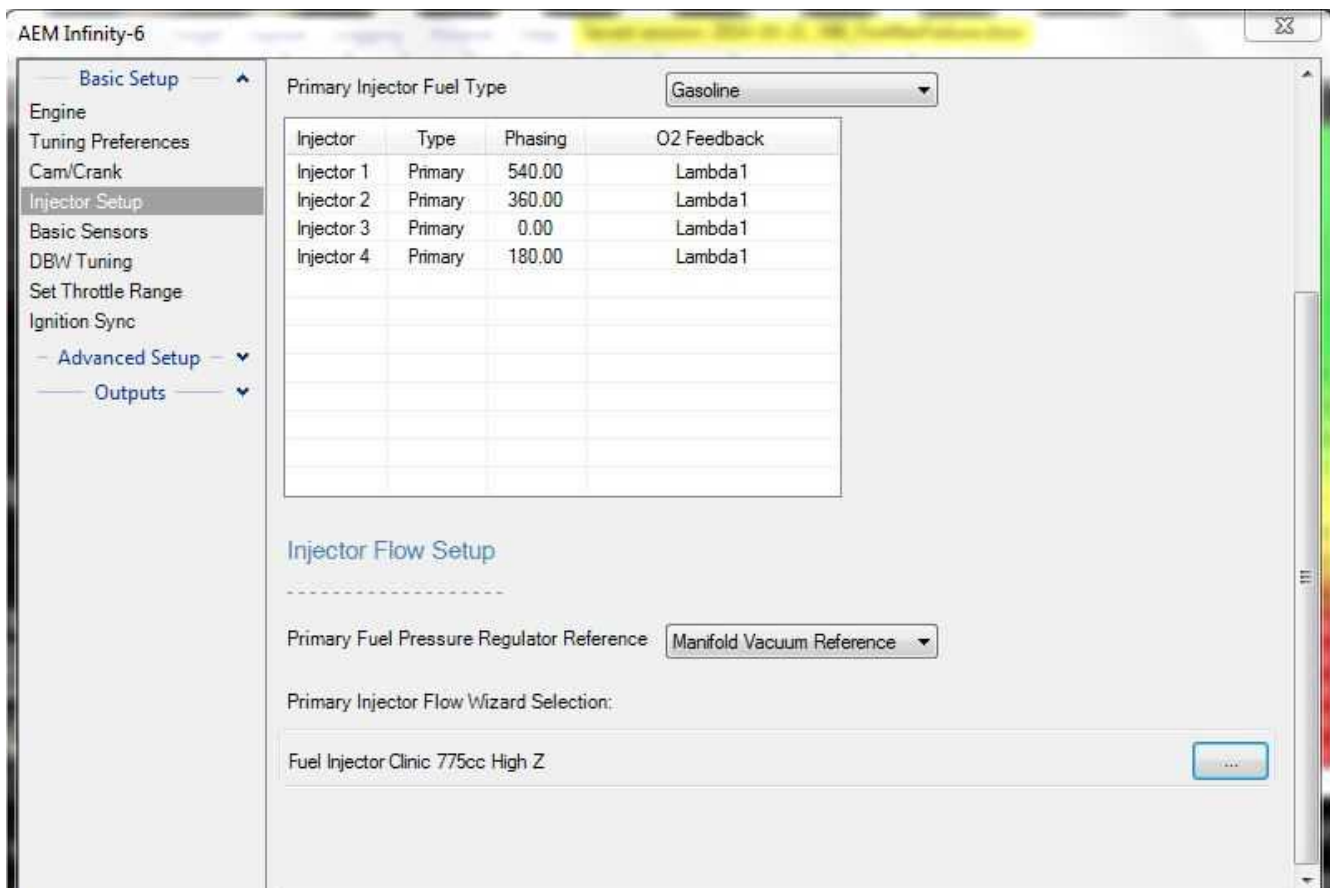 AEM Infinity-6
Basic Setup
Engine
Tuning Preferences
Cam/Crank
Injector Setup
Basic Sensors
DBW Tuning
Set Throttle Range
Ignition Sync
Advanced Setup
Outputs
Primary Injector Fuel Type Gasoline
Injector Type Phasing O2 Feedback
Injector 1 Primary 540.00 Lambda1
Injector 2 Primary 360.00 Lambda1
Injector 3 Primary 0.00 Lambda1
Injector 4 Primary 180.00 Lambda1
Injector Flow Setup
--------------------
Primary Fuel Pressure Regulator Reference Manifold Vacuum Reference
Primary Injector Flow Wizard Selection:
Fuel Injector Clinic 775cc High Z
...